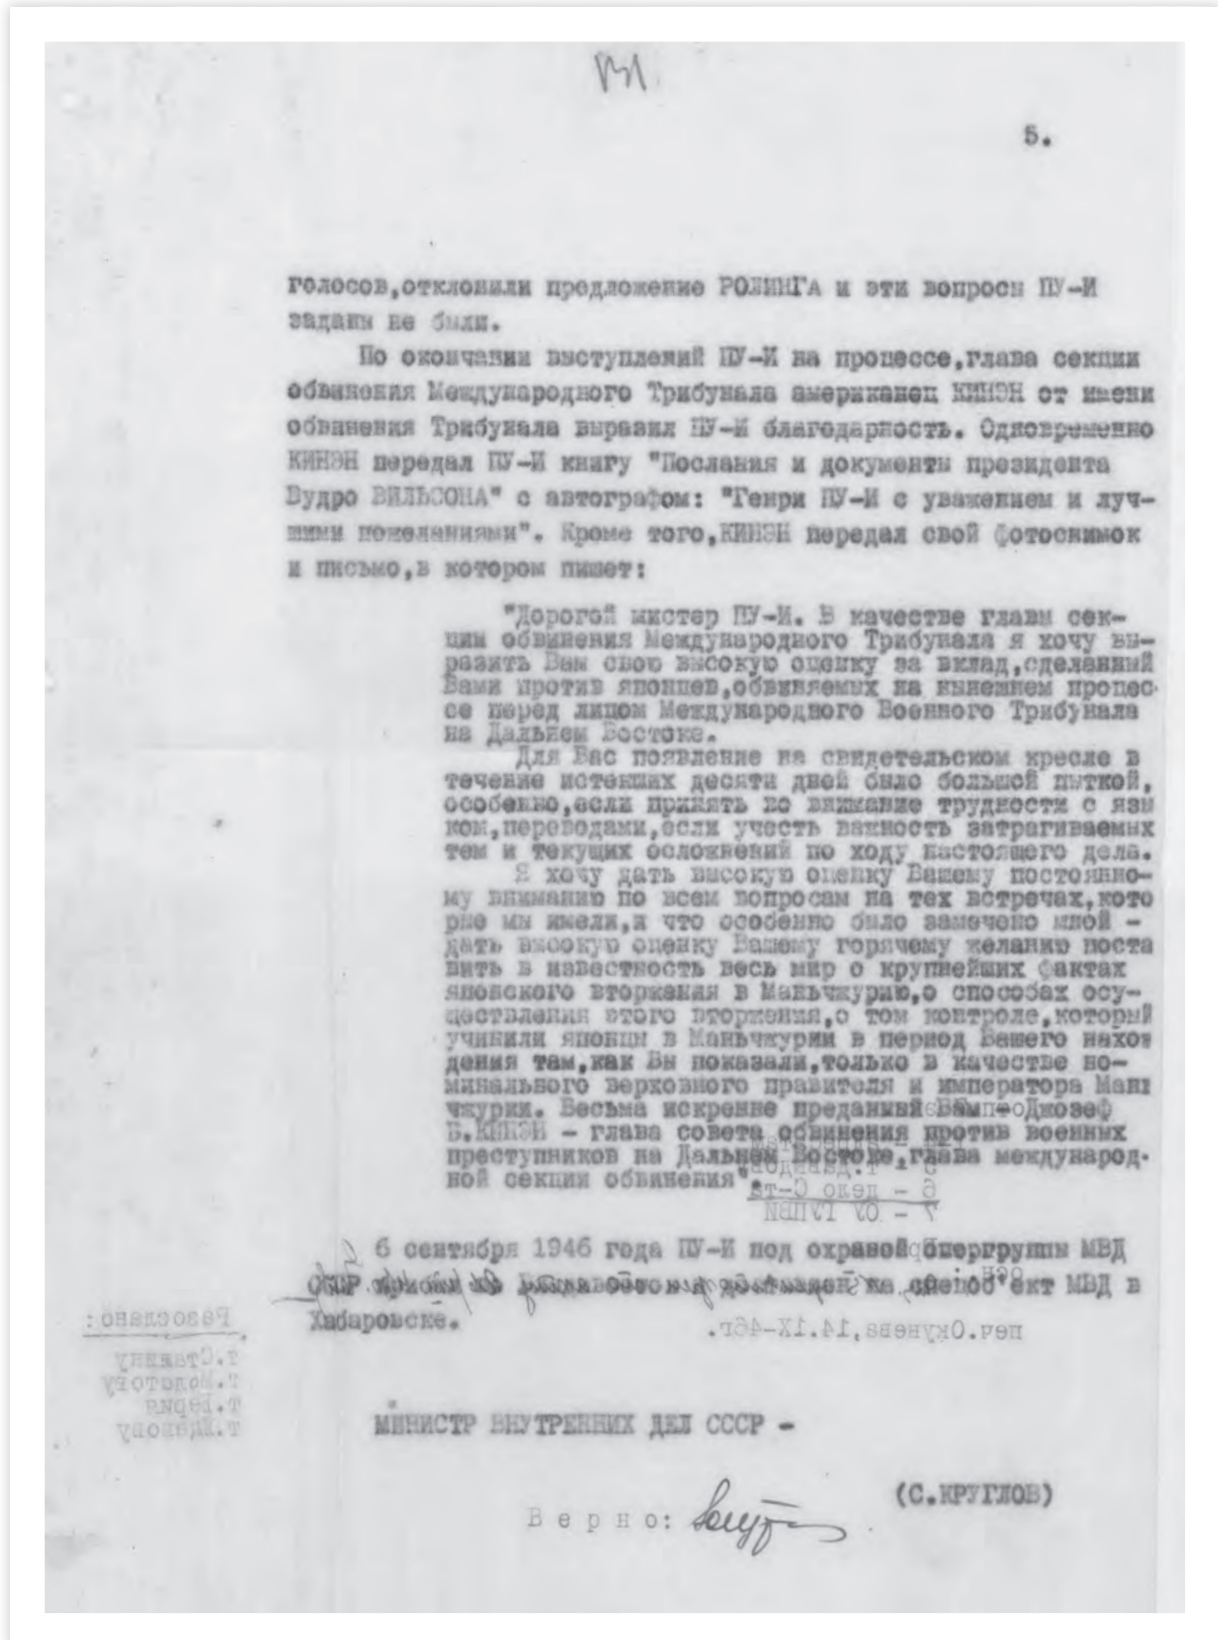 5.
голосов,отклонили предложение РОЛИНГА и эти вопросы ПУ-И
заданы не были.
По окончании выступлений ПУ-И на процессе,глава секции
обвинения Международного Трибунала американец КИНЭН от имени
обвинения Трибунала выразил ПУ-И благодарность. Одновременно
КИНЭН передал ПУ-И книгу "Послания и документы президента
Вудро ВИЛЬСОНА" с автографом: "Генри ПУ-И с уважением и луч-
шими пожеланиями". Кроме того,КИНЭН передал свой фотоснимок
и письмо,в котором пишет:
"Дорогой мистер ПУ-И. В качестве главы сек-
ции обвинения Международного Трибунала я хочу вы-
разить Вам свою высокую оценку за вклад,сделанный
Вами против японцев,обвиняемых на нынешнем процес-
се перед лицом Международного Военного Трибунала
на Дальнем Востоке.
Для Вас появление на свидетельском кресле в
течение истекших десяти дней было большой пыткой,
особенно,если принять во внимание трудности с язы
ком,переводами,если учесть важность затрагиваемых
тем и текущих осложнений по ходу настоящего дела.
Я хочу дать высокую оценку Вашему постоянно-
му вниманию по всем вопросам на тех встречах,кото
рые мы имели,и что особенно было замечено мной -
дать высокую оценку Вашему горячему желанию поста
вить в известность весь мир о крупнейших фактах
японского вторжения в Маньчжурию,о способах осу-
ществления этого вторжения,о том контроле,который
учинили японцы в Маньчжурии в период Вашего нахож
дения там,как Вы показали,только в качестве но-
минального верховного правителя и императора Мань
чжурии. Весьма искренне преданный Вам - Джозеф
Б.КИНЭН - глава совета обвинения против военных
преступников на Дальнем Востоке,глава международ-
ной секции обвинения".
6 - дело С-та
7 - ОУ ГУПВИ
6 сентября 1946 года ПУ-И под охраной опергруппы МВД
СССР и доставлен на спецоб"ект МВД в
Хабаровске.
печ.Окунева,14.IX-46г.
Разослано:
т.Сталину
т.Молотову
т.Берия
т.Жданову
МИНИСТР ВНУТРЕННИХ ДЕЛ СССР -
(С.КРУГЛОВ)
Верно: